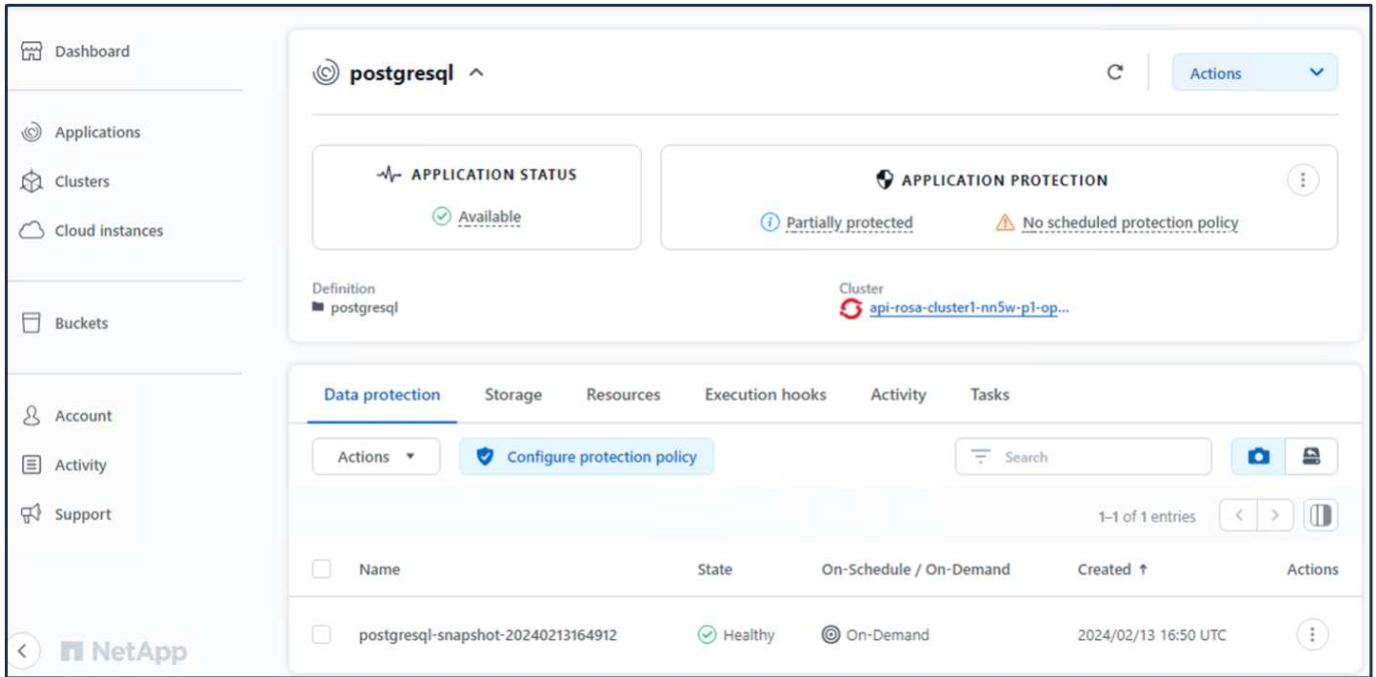 Dashboard
Applications
Clusters
Cloud instances
Buckets
Account
Activity
Support
NetApp
postgresql
Actions
APPLICATION STATUS
Available
APPLICATION PROTECTION
Partially protected
No scheduled protection policy
Definition
postgresql
Cluster
api-rosa-cluster1-nn5w-p1-op...
Data protection Storage Resources Execution hooks Activity Tasks
Actions Configure protection policy Search
1–1 of 1 entries
Name State On-Schedule / On-Demand Created ↑ Actions
postgresql-snapshot-20240213164912 Healthy On-Demand 2024/02/13 16:50 UTC